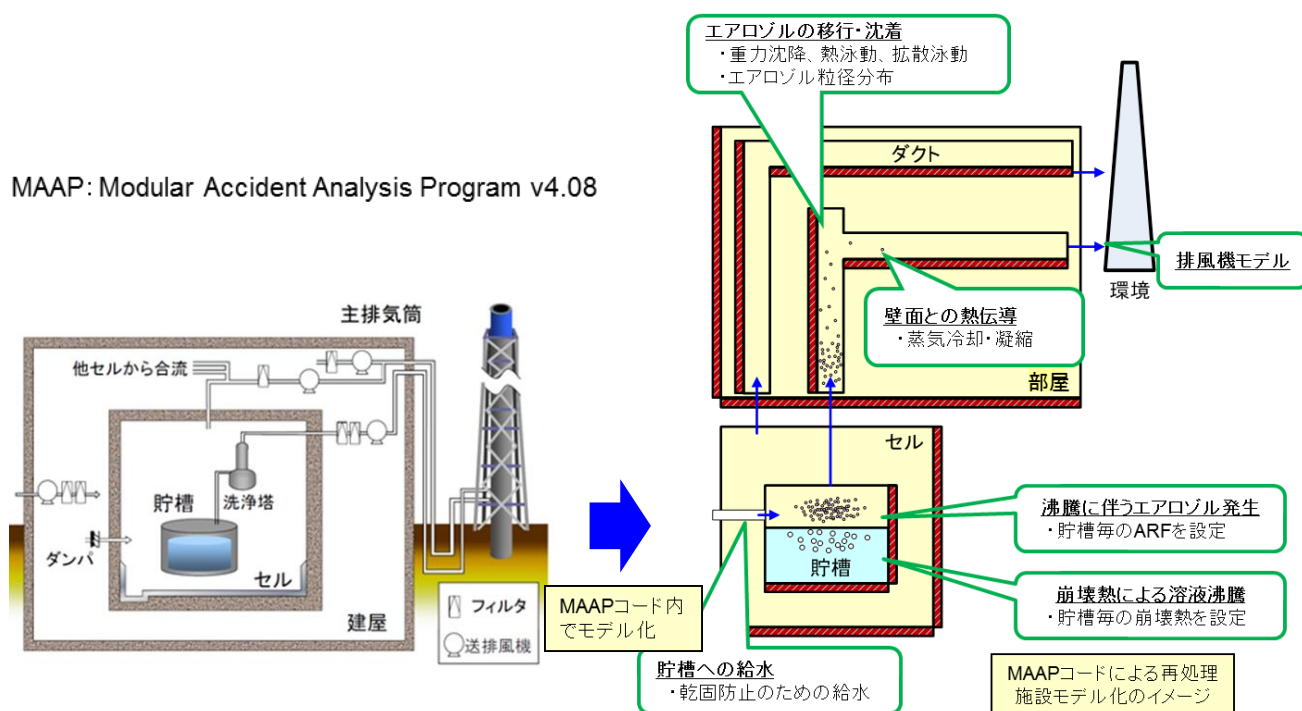 エアロゾルの移行・沈着
・重力沈降、熱泳動、拡散泳動
・エアロゾル粒径分布
MAAP: Modular Accident Analysis Program v4.08
ダクト
排風機モデル
環境
壁面との熱伝導
・蒸気冷却・凝縮
部屋
主排気筒
他セルから合流
貯槽
洗浄塔
ダンパ
セル
建屋
フィルタ
送排風機
セル
貯槽
沸騰に伴うエアロゾル発生
・貯槽毎のARFを設定
崩壊熱による溶液沸騰
・貯槽毎の崩壊熱を設定
MAAPコード内
でモデル化
貯槽への給水
・乾固防止のための給水
MAAPコードによる再処理
施設モデル化のイメージ